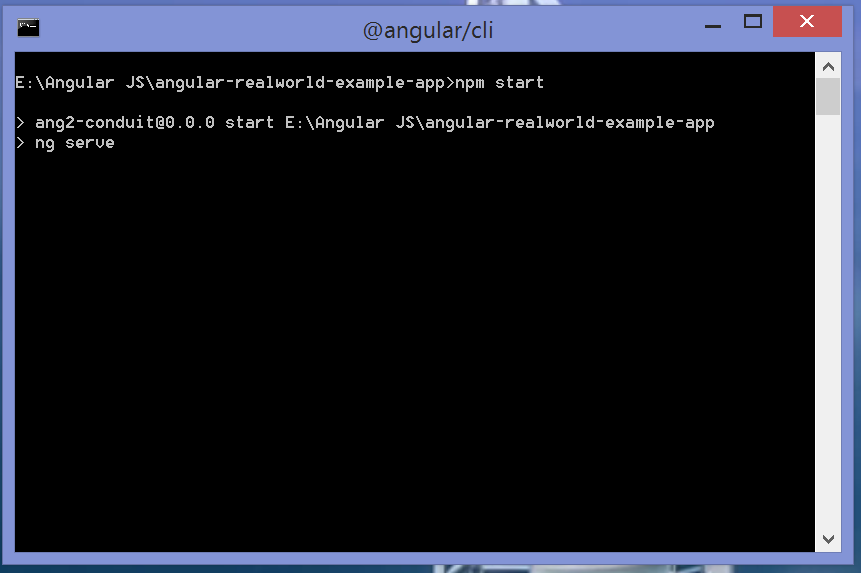 @angular/cli
E:\Angular JS\angular-realworld-example-app>npm start
> ang2-conduit@0.0.0 start E:\Angular JS\angular-realworld-example-app
> ng serve